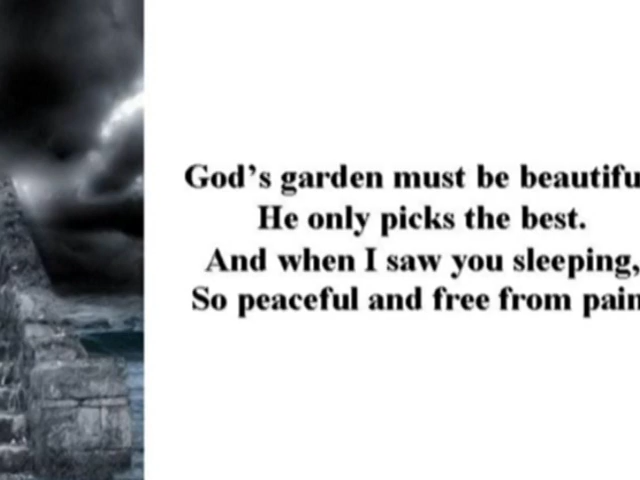 God's garden must be beautifu
He only picks the best.
And when I saw you sleeping,
So peaceful and free from pain